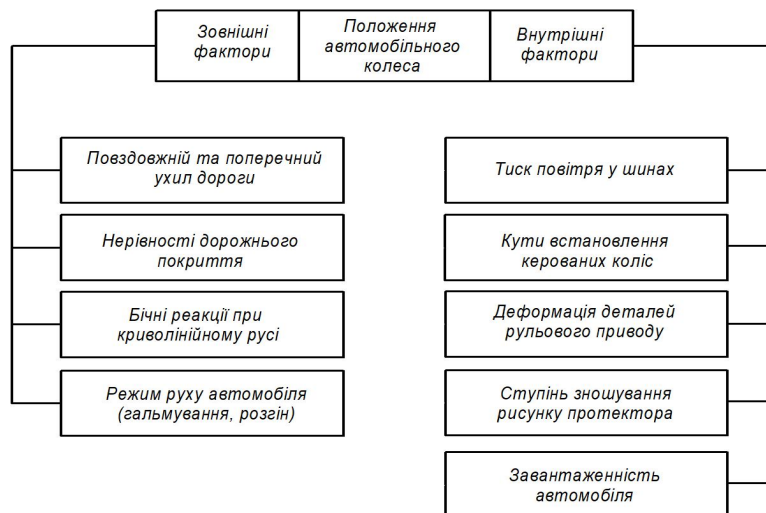 Зовнішні
фактори
Положення
автомобільного
колеса
Внутрішні
фактори
Повздовжній та поперечний
ухил дороги
Нерівності дорожнього
покриття
Бічні реакції при
криволінійному русі
Режим руху автомобіля
(гальмування, розгін)
Тиск повітря у шинах
Кути встановлення
керованих коліс
Деформація деталей
рульового приводу
Ступінь зношування
рисунку протектора
Завантаженність
автомобіля